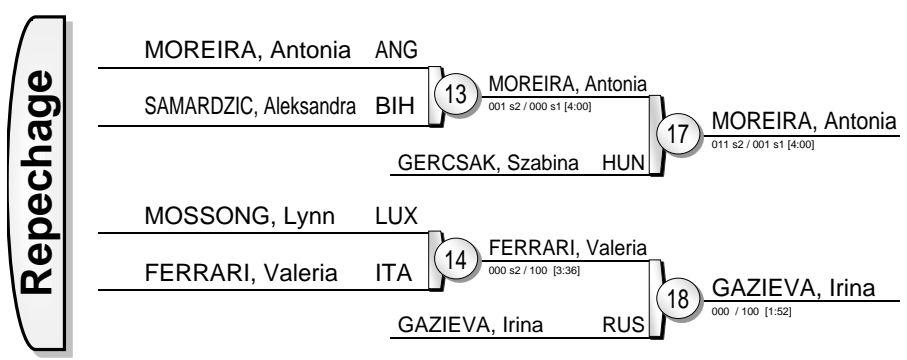 Repechage
MOREIRA, Antonia ANG
SAMARDZIC, Aleksandra BIH
13
MOREIRA, Antonia
001 s2 / 000 s1 [4:00]
GERCSAK, Szabina HUN
17
MOREIRA, Antonia
011 s2 / 001 s1 [4:00]
MOSSONG, Lynn LUX
FERRARI, Valeria ITA
14
FERRARI, Valeria
000 s2 / 100 [3:36]
GAZIEVA, Irina RUS
18
GAZIEVA, Irina
000 / 100 [1:52]